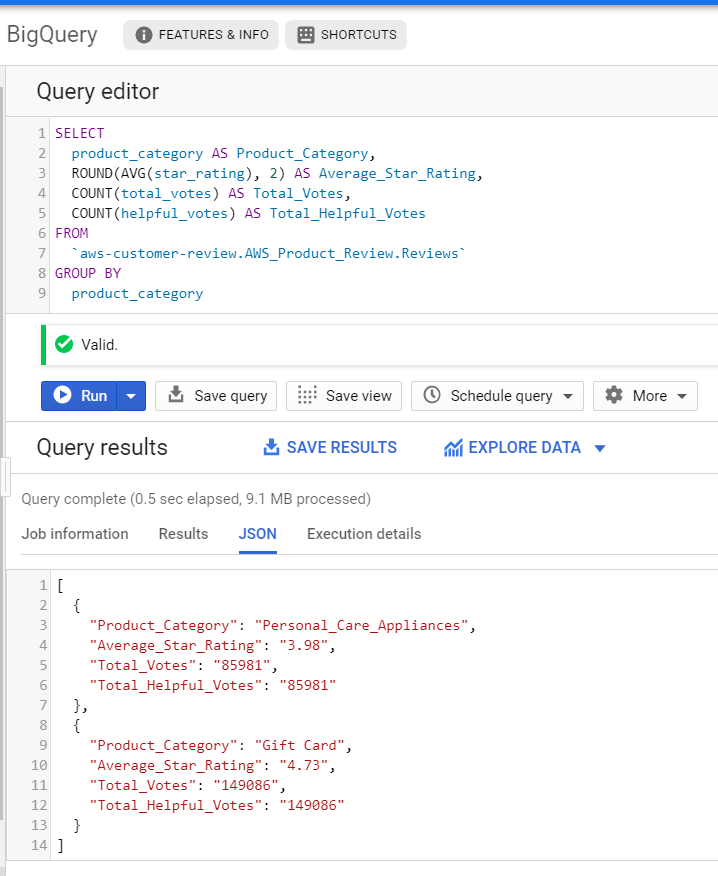 BigQuery
FEATURES & INFO
SHORTCUTS
Query editor
1 SELECT
2 product_category AS Product_Category,
3 ROUND(AVG(star_rating), 2) AS Average_Star_Rating,
4 COUNT(total_votes) AS Total_Votes,
5 COUNT(helpful_votes) AS Total_Helpful_Votes
6 FROM
7 `aws-customer-review.AWS_Product_Review.Reviews`
8 GROUP BY
9 product_category
Valid.
Run
Save query
Save view
Schedule query
More
Query results
SAVE RESULTS
EXPLORE DATA
Query complete (0.5 sec elapsed, 9.1 MB processed)
Job information
Results
JSON
Execution details
1 [
2 {
3 "Product_Category": "Personal_Care_Appliances",
4 "Average_Star_Rating": "3.98",
5 "Total_Votes": "85981",
6 "Total_Helpful_Votes": "85981"
7 },
8 {
9 "Product_Category": "Gift Card",
10 "Average_Star_Rating": "4.73",
11 "Total_Votes": "149086",
12 "Total_Helpful_Votes": "149086"
13 }
14 ]